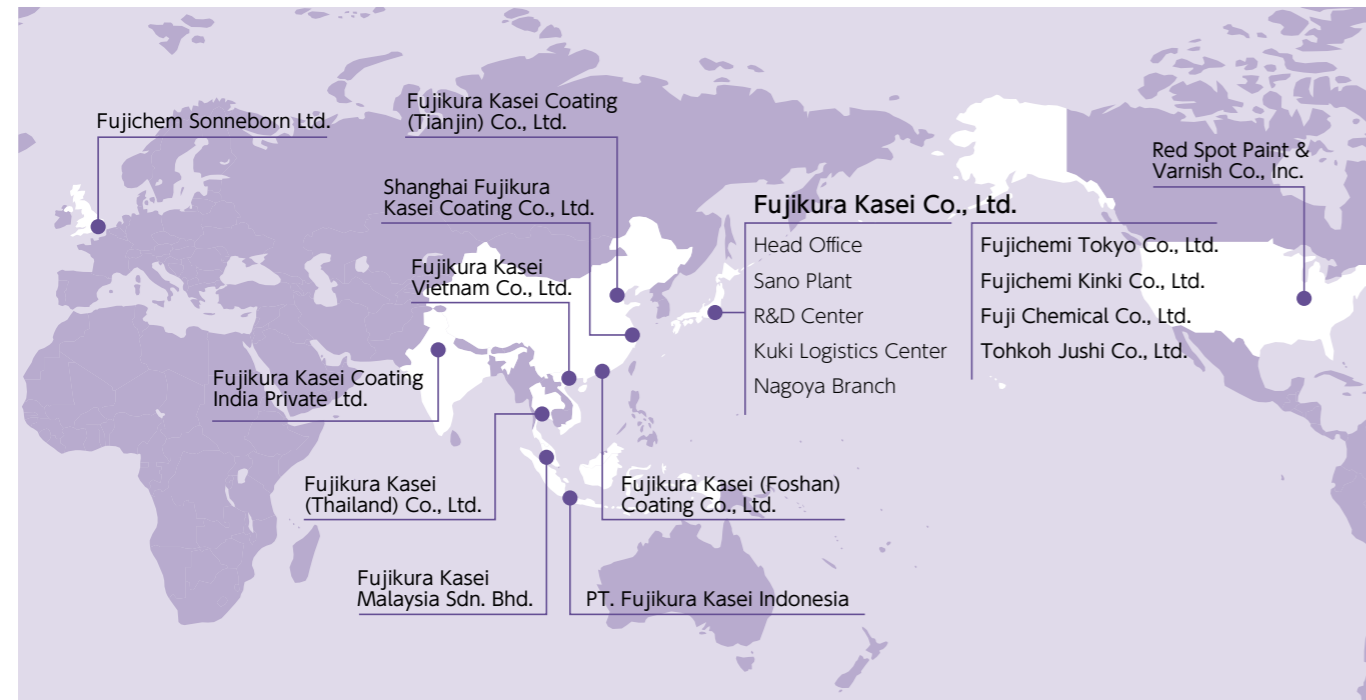 Fujichem Sonneborn Ltd.
Fujikura Kasei Coating
(Tianjin) Co., Ltd.
Shanghai Fujikura
Kasei Coating Co., Ltd.
Fujikura Kasei
Vietnam Co., Ltd.
Fujikura Kasei Coating
India Private Ltd.
Fujikura Kasei
(Thailand) Co., Ltd.
Fujikura Kasei
Malaysia Sdn. Bhd.
PT. Fujikura Kasei Indonesia
Fujikura Kasei (Foshan)
Coating Co., Ltd.
Fujikura Kasei Co., Ltd.
Head Office
Sano Plant
R&D Center
Kuki Logistics Center
Nagoya Branch
Fujichemi Tokyo Co., Ltd.
Fujichemi Kinki Co., Ltd.
Fuji Chemical Co., Ltd.
Tohkoh Jushi Co., Ltd.
Red Spot Paint &
Varnish Co., Inc.